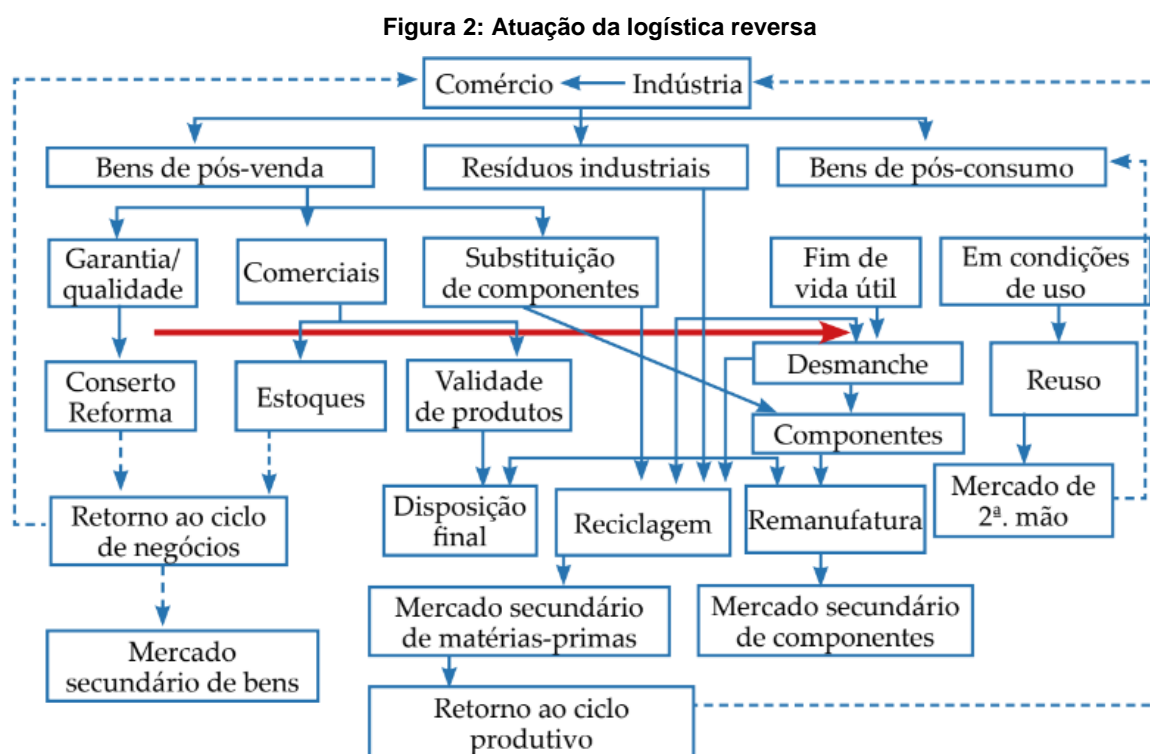 Figura 2: Atuação da logística reversa
Comércio
Indústria
Bens de pós-venda
Resíduos industriais
Bens de pós-consumo
Garantia/
qualidade
Comerciais
Substituição
de componentes
Fim de
vida útil
Em condições
de uso
Conserto
Reforma
Estoques
Validade
de produtos
Desmanche
Reuso
Componentes
Retorno ao ciclo
de negócios
Disposição
final
Reciclagem
Remanufatura
Mercado de
2ª. mão
Mercado
secundário de bens
Mercado secundário
de matérias-primas
Mercado secundário
de componentes
Retorno ao ciclo
produtivo